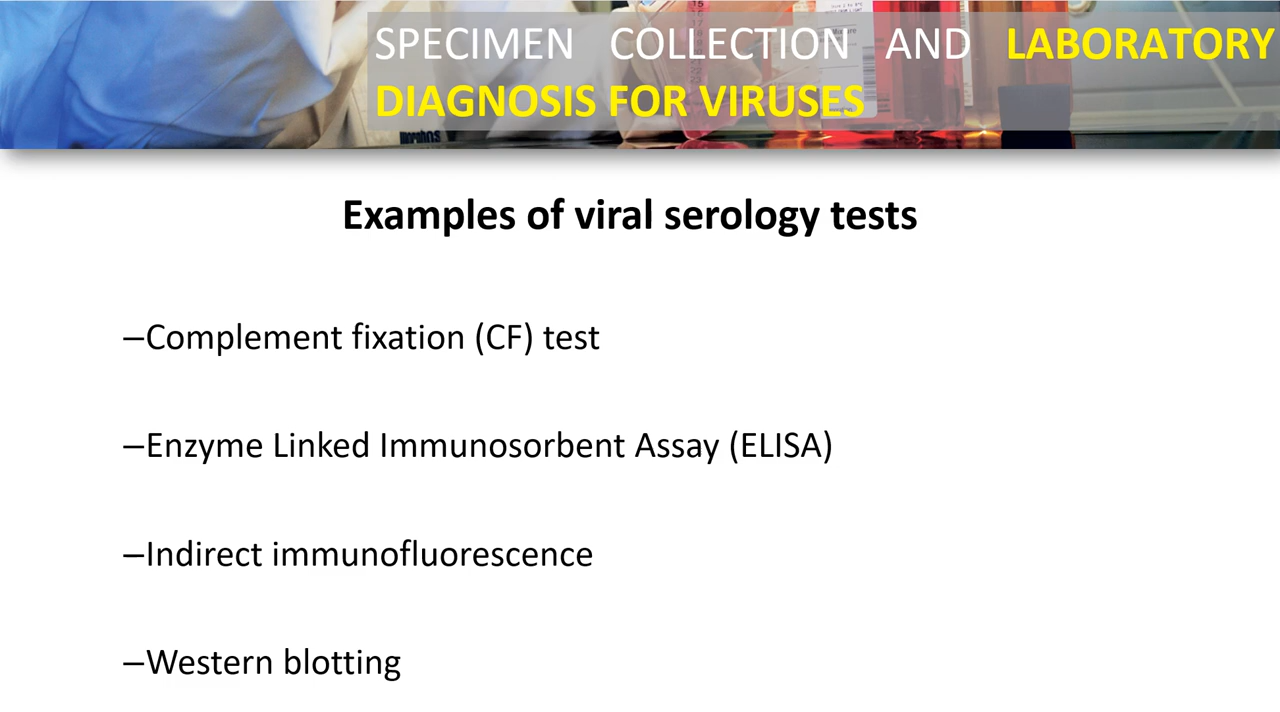 SPECIMEN COLLECTION AND LABORATORY
DIAGNOSIS FOR VIRUSES
Examples of viral serology tests
–Complement fixation (CF) test
–Enzyme Linked Immunosorbent Assay (ELISA)
–Indirect immunofluorescence
–Western blotting